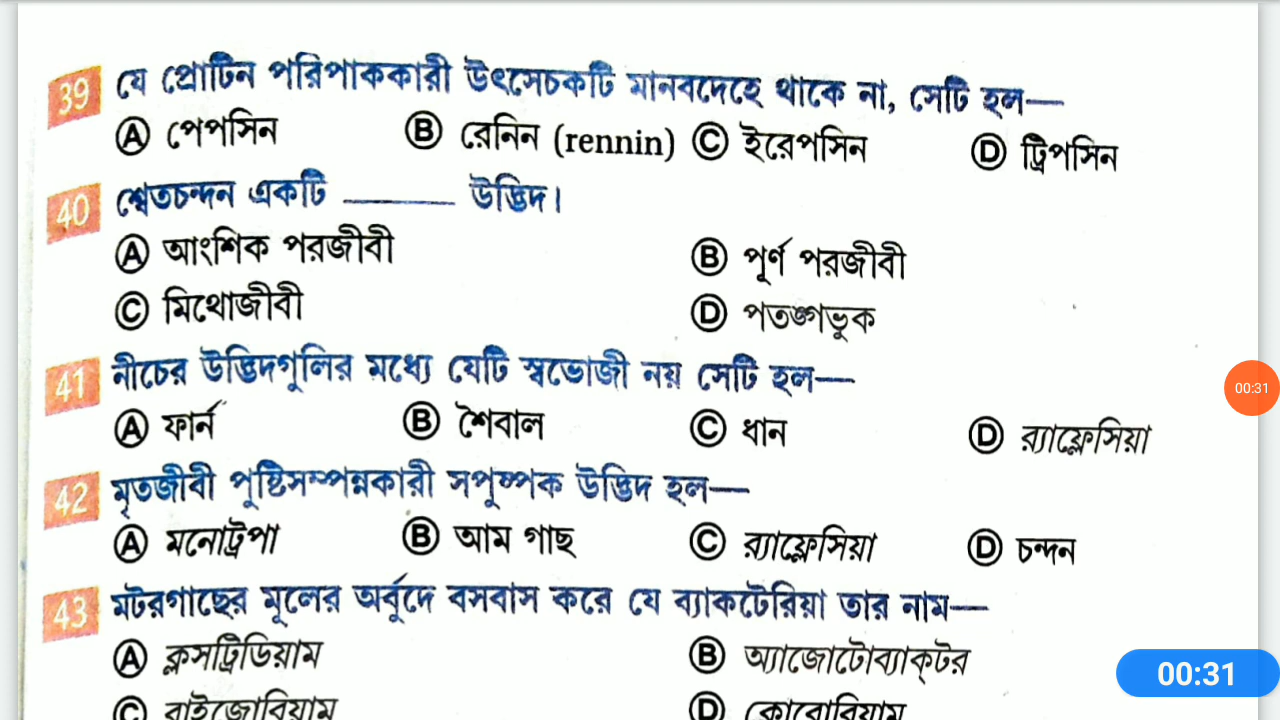 39 যে প্রোটিন পরিপাককারী উৎসেচকটি মানবদেহে থাকে না, সেটি হল—
Ⓐ পেপসিন Ⓑ রেনিন (rennin) Ⓒ ইরেপসিন Ⓓ ট্রিপসিন
40 শ্বেতচন্দন একটি ________ উদ্ভিদ।
Ⓐ আংশিক পরজীবী Ⓑ পূর্ণ পরজীবী
Ⓒ মিথোজীবী Ⓓ পতঙ্গভুক
41 নীচের উদ্ভিদগুলির মধ্যে যেটি স্বভোজী নয় সেটি হল—
Ⓐ ফার্ন Ⓑ শৈবাল Ⓒ ধান Ⓓ র‍্যাফ্লেসিয়া
00:31
42 মৃতজীবী পুষ্টিসম্পন্নকারী সপুষ্পক উদ্ভিদ হল—
Ⓐ মনোট্রপা Ⓑ আম গাছ Ⓒ র‍্যাফ্লেসিয়া Ⓓ চন্দন
43 মটরগাছের মূলের অর্বুদে বসবাস করে যে ব্যাকটেরিয়া তার নাম—
Ⓐ ক্লসট্রিডিয়াম Ⓑ অ্যাজোটোব্যাক্‌টর
00:31
Ⓒ রাইজোবিয়াম Ⓓ